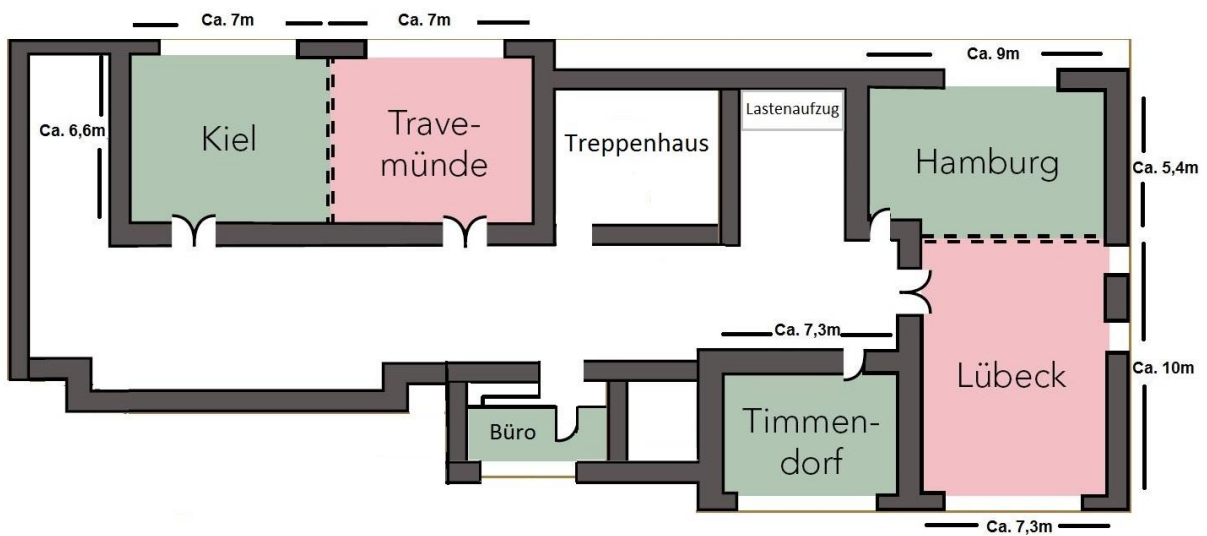 Ca. 7m
Ca. 7m
Ca. 9m
Ca. 6,6m
Kiel
Trave-
münde
Treppenhaus
Lastenaufzug
Hamburg
Ca. 5,4m
Ca. 7,3m
Lübeck
Ca. 10m
Büro
Timmen-
dorf
Ca. 7,3m